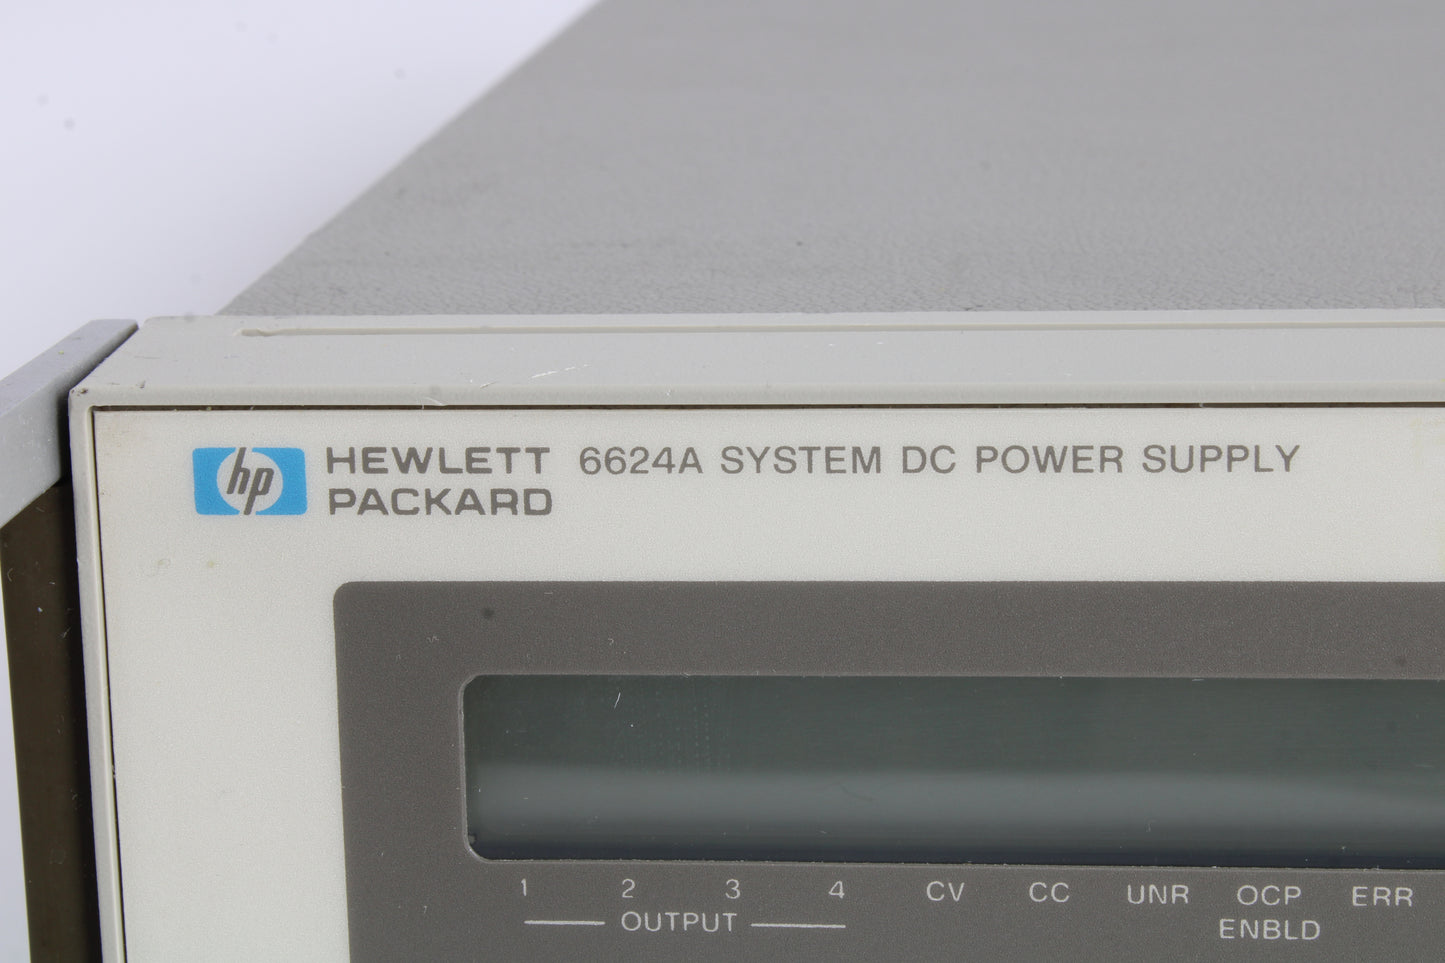 hp HEWLETT PACKARD 6624A SYSTEM DC POWER SUPPLY
1 2 3 4 CV CC UNR OCP ERR
OUTPUT ENBLD